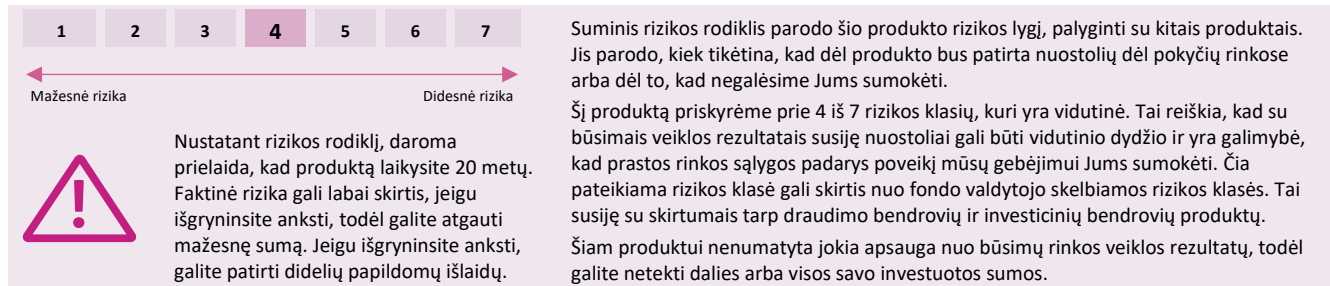 1 2 3 4 5 6 7
Mažesnė rizika Didesnė rizika
Nustatant rizikos rodiklį, daroma
prielaida, kad produktą laikysite 20 metų.
Faktinė rizika gali labai skirtis, jeigu
išgryninsite anksti, todėl galite atgauti
mažesnę sumą. Jeigu išgryninsite anksti,
galite patirti didelių papildomų išlaidų.
Suminis rizikos rodiklis parodo šio produkto rizikos lygį, palyginti su kitais produktais.
Jis parodo, kiek tikėtina, kad dėl produkto bus patirta nuostolių dėl pokyčių rinkose
arba dėl to, kad negalėsime Jums sumokėti.
Šį produktą priskyrėme prie 4 iš 7 rizikos klasių, kuri yra vidutinė. Tai reiškia, kad su
būsimais veiklos rezultatais susiję nuostoliai gali būti vidutinio dydžio ir yra galimybė,
kad prastos rinkos sąlygos padarys poveikį mūsų gebėjimui Jums sumokėti. Čia
pateikiama rizikos klasė gali skirtis nuo fondo valdytojo skelbiamos rizikos klasės. Tai
susiję su skirtumais tarp draudimo bendrovių ir investicinių bendrovių produktų.
Šiam produktui nenumatyta jokia apsauga nuo būsimų rinkos veiklos rezultatų, todėl
galite netekti dalies arba visos savo investuotos sumos.